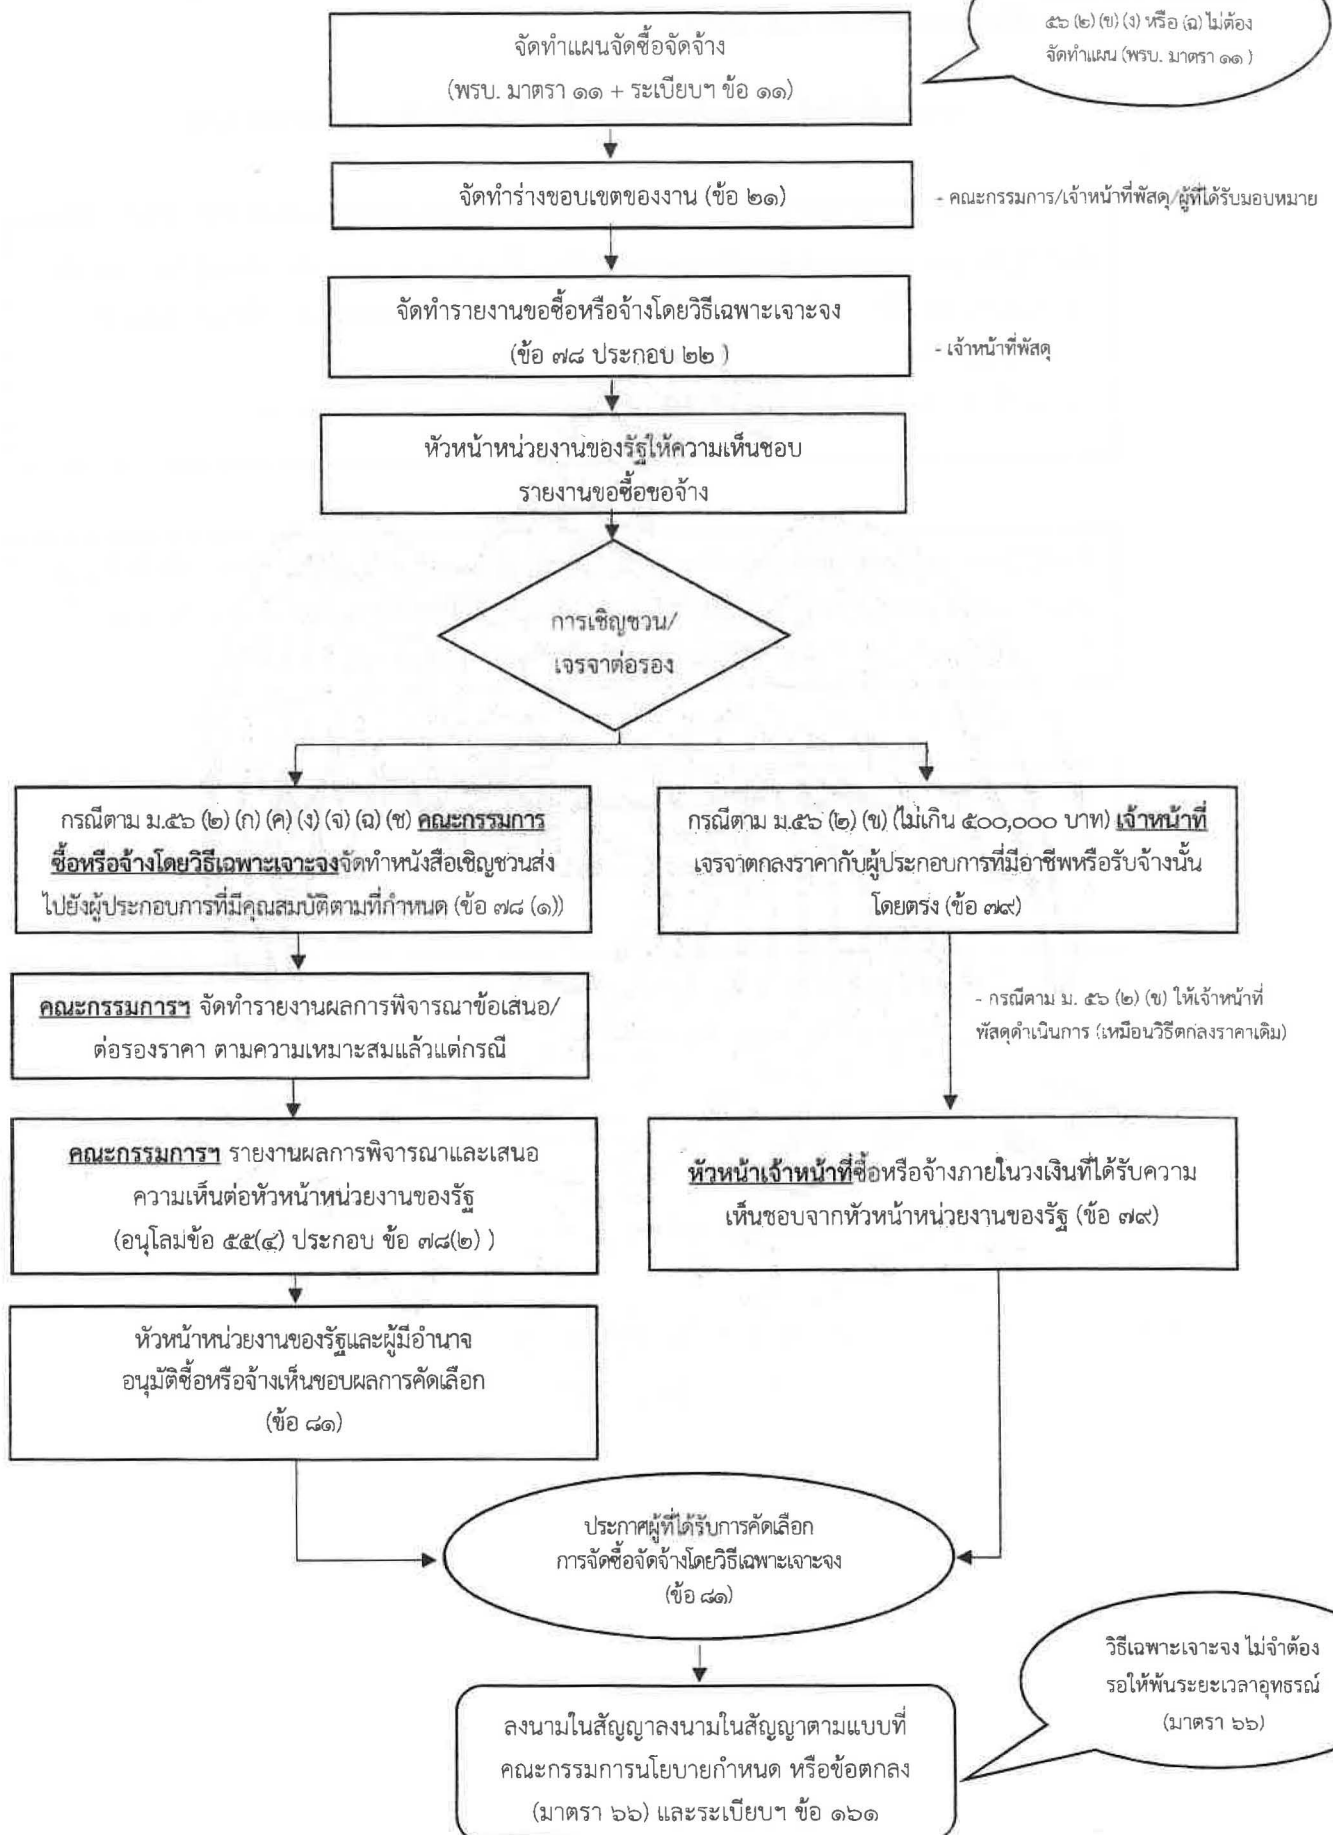 ๕๖ (๒) (ข) (ง) หรือ (ฉ) ไม่ต้อง
จัดทำแผน (พรบ. มาตรา ๑๑ )
จัดทำแผนจัดซื้อจัดจ้าง
(พรบ. มาตรา ๑๑ + ระเบียบฯ ข้อ ๑๑)
จัดทำร่างขอบเขตของงาน (ข้อ ๒๑)
- คณะกรรมการ/เจ้าหน้าที่พัสดุ/ผู้ที่ได้รับมอบหมาย
จัดทำรายงานขอซื้อหรือจ้างโดยวิธีเฉพาะเจาะจง
(ข้อ ๗๘ ประกอบ ๒๒ )
- เจ้าหน้าที่พัสดุ
หัวหน้าหน่วยงานของรัฐให้ความเห็นชอบ
รายงานขอซื้อขอจ้าง
การเชิญชวน/
เจรจาต่อรอง
กรณีตาม ม.๕๖ (๒) (ก) (ค) (ง) (จ) (ฉ) (ช) คณะกรรมการ
ซื้อหรือจ้างโดยวิธีเฉพาะเจาะจงจัดทำหนังสือเชิญชวนส่ง
ไปยังผู้ประกอบการที่มีคุณสมบัติตามที่กำหนด (ข้อ ๗๘ (๑))
กรณีตาม ม.๕๖ (๒) (ข) (ไม่เกิน ๕๐๐,๐๐๐ บาท) เจ้าหน้าที่
เจรจาตกลงราคากับผู้ประกอบการที่มีอาชีพหรือรับจ้างนั้น
โดยตรง (ข้อ ๗๙)
คณะกรรมการฯ จัดทำรายงานผลการพิจารณาข้อเสนอ/
ต่อรองราคา ตามความเหมาะสมแล้วแต่กรณี
- กรณีตาม ม. ๕๖ (๒) (ข) ให้เจ้าหน้าที่
พัสดุดำเนินการ (เหมือนวิธีตกลงราคาเดิม)
คณะกรรมการฯ รายงานผลการพิจารณาและเสนอ
ความเห็นต่อหัวหน้าหน่วยงานของรัฐ
(อนุโลมข้อ ๕๕(๔) ประกอบ ข้อ ๗๘(๒) )
หัวหน้าเจ้าหน้าที่ซื้อหรือจ้างภายในวงเงินที่ได้รับความ
เห็นชอบจากหัวหน้าหน่วยงานของรัฐ (ข้อ ๗๙)
หัวหน้าหน่วยงานของรัฐและผู้มีอำนาจ
อนุมัติซื้อหรือจ้างเห็นชอบผลการคัดเลือก
(ข้อ ๘๑)
ประกาศผู้ที่ได้รับการคัดเลือก
การจัดซื้อจัดจ้างโดยวิธีเฉพาะเจาะจง
(ข้อ ๘๑)
วิธีเฉพาะเจาะจง ไม่จำต้อง
รอให้พ้นระยะเวลาอุทธรณ์
(มาตรา ๖๖)
ลงนามในสัญญาลงนามในสัญญาตามแบบที่
คณะกรรมการนโยบายกำหนด หรือข้อตกลง
(มาตรา ๖๖) และระเบียบฯ ข้อ ๑๖๑